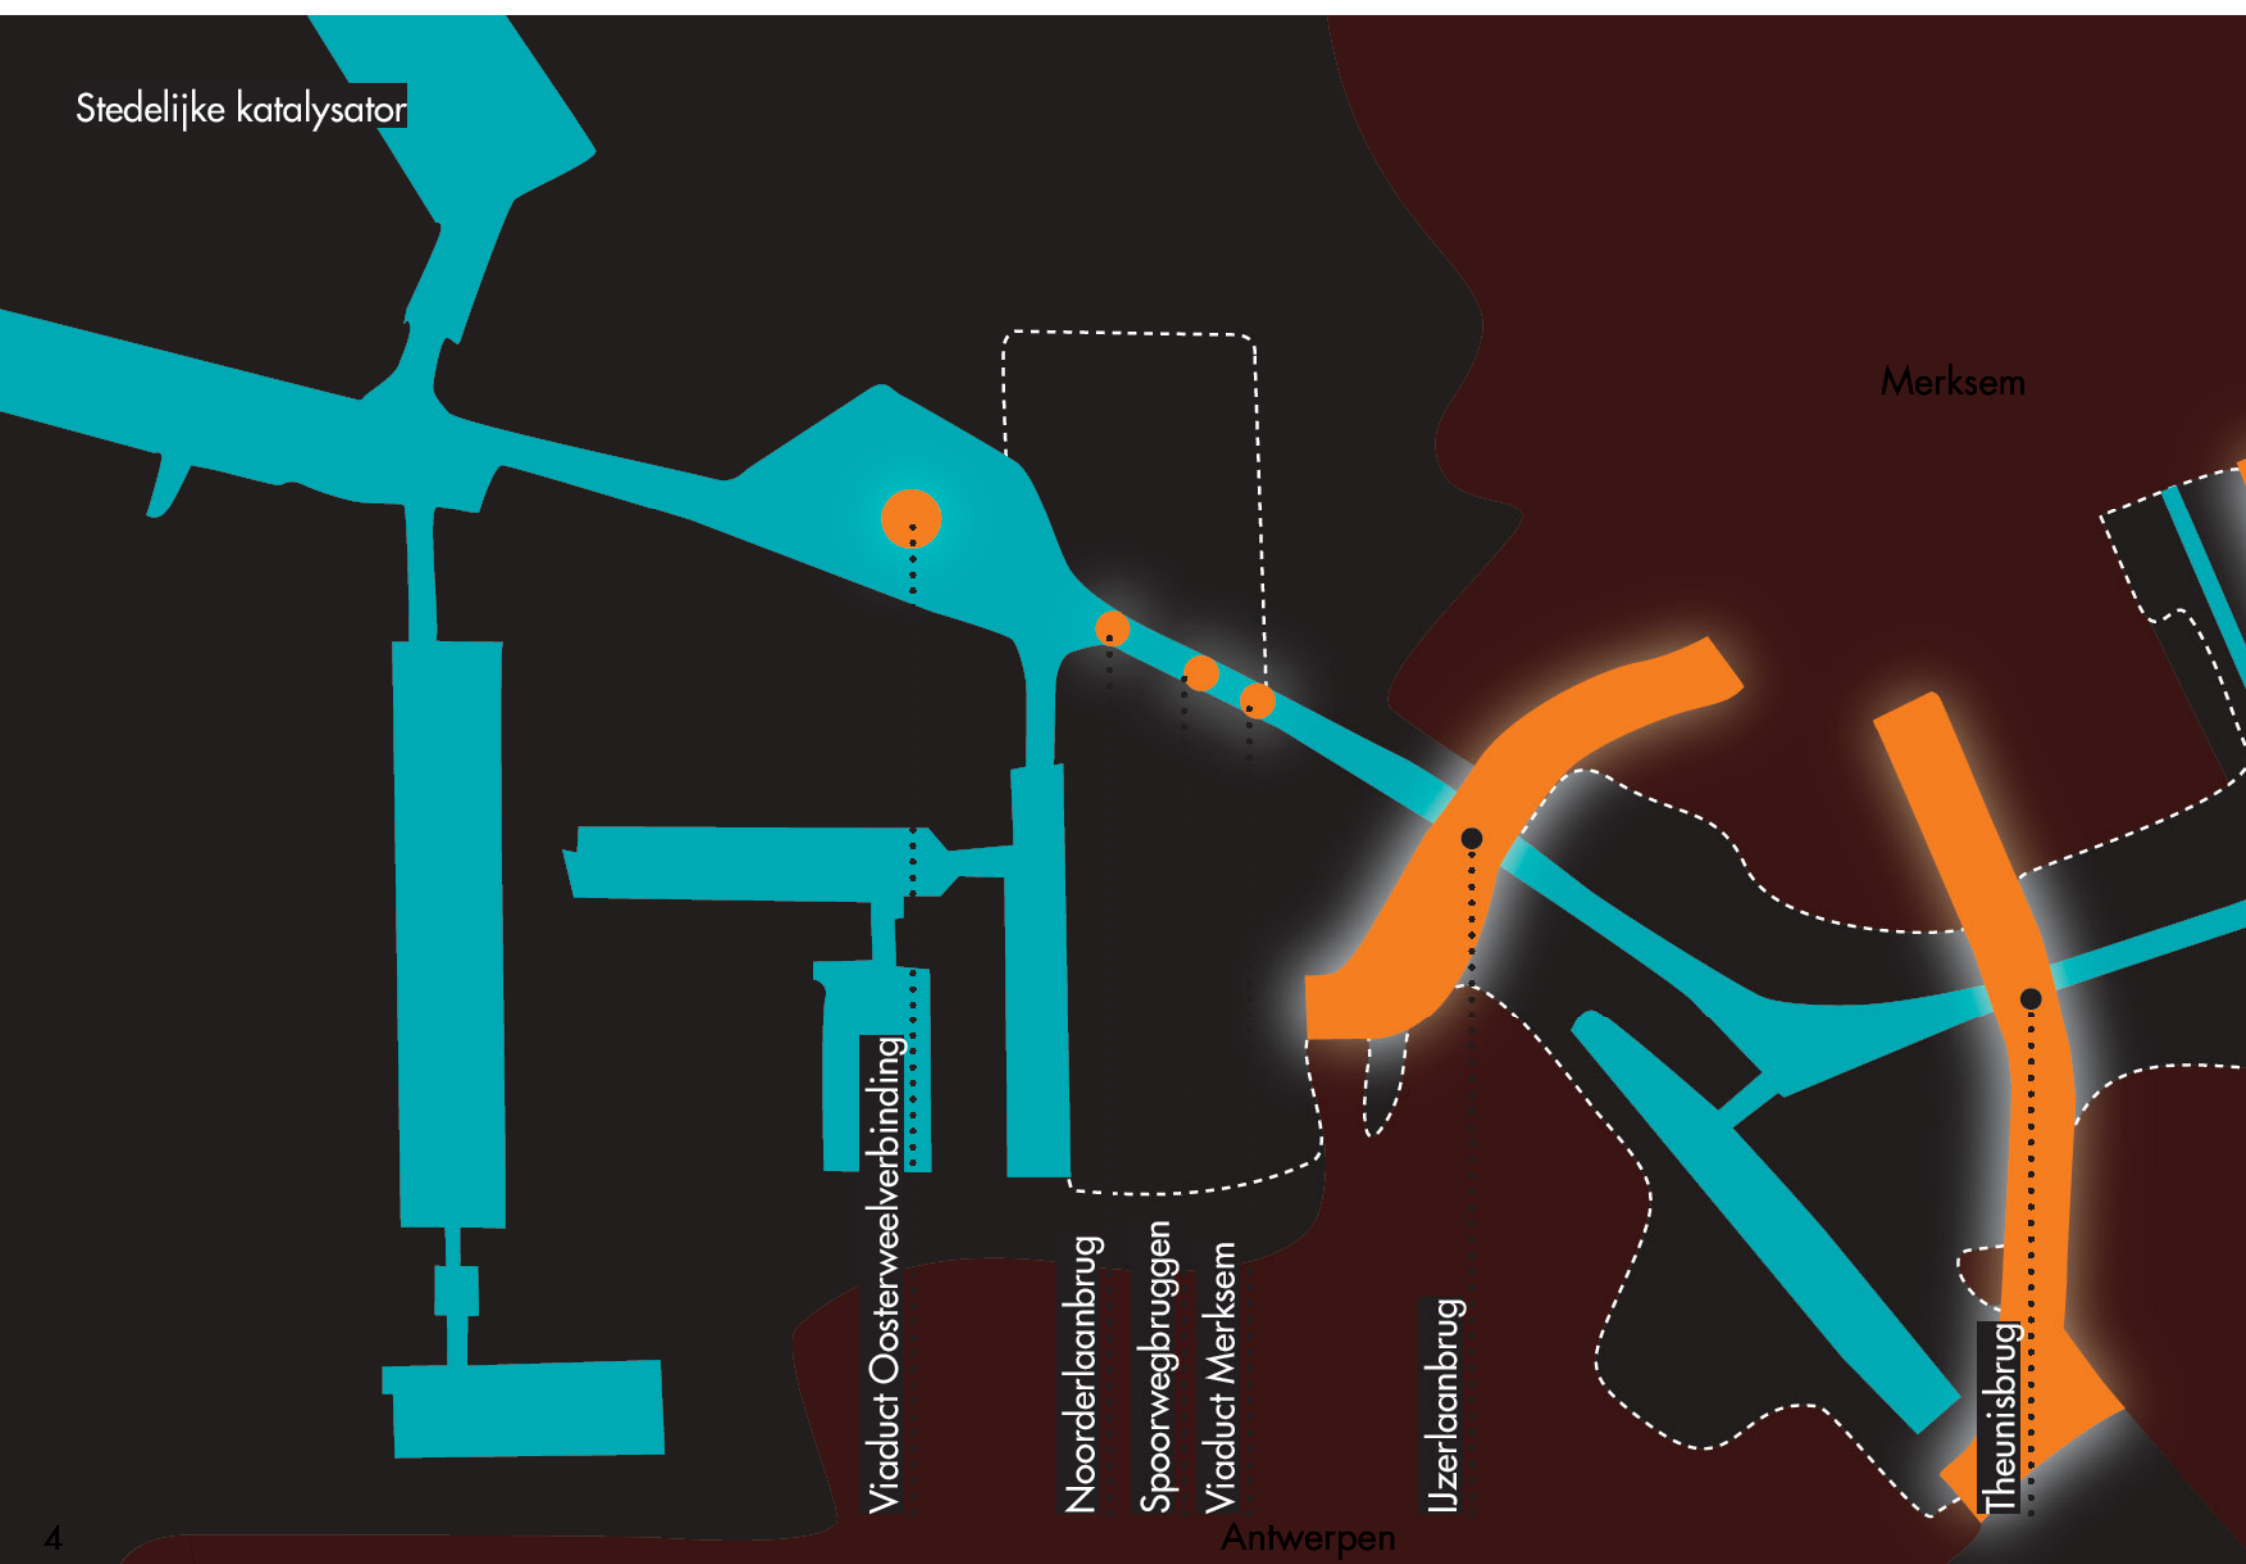 Stedelijke katalysator
Merksem
Viaduct Oosterweelverbinding
Noorderlaanbrug
Spoorwegbruggen
Viaduct Merksem
IJzerlaanbrug
Theunisbrug
4
Antwerpen